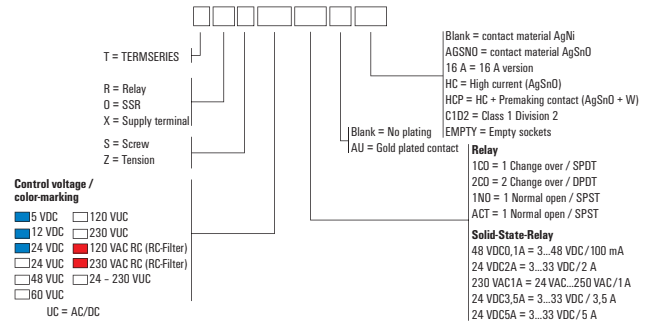 T = TERMSERIES
R = Relay
O = SSR
X = Supply terminal
S = Screw
Z = Tension
Control voltage /
color-marking
5 VDC 120 VUC
12 VDC 230 VUC
24 VDC 120 VAC RC (RC-Filter)
24 VUC 230 VAC RC (RC-Filter)
48 VUC 24 – 230 VUC
60 VUC
UC = AC/DC
Blank = No plating
AU = Gold plated contact
Blank = contact material AgNi
AGSNO = contact material AgSnO
16 A = 16 A version
HC = High current (AgSnO)
HCP = HC + Premaking contact (AgSnO + W)
C1D2 = Class 1 Division 2
EMPTY = Empty sockets
Relay
1CO = 1 Change over / SPDT
2CO = 2 Change over / DPDT
1NO = 1 Normal open / SPST
ACT = 1 Normal open / SPST
Solid-State-Relay
48 VDC0,1A = 3...48 VDC/100 mA
24 VDC2A = 3...33 VDC/2 A
230 VAC1A = 24 VAC...250 VAC/1A
24 VDC3,5A = 3...33 VDC / 3,5 A
24 VDC5A = 3...33 VDC/5 A